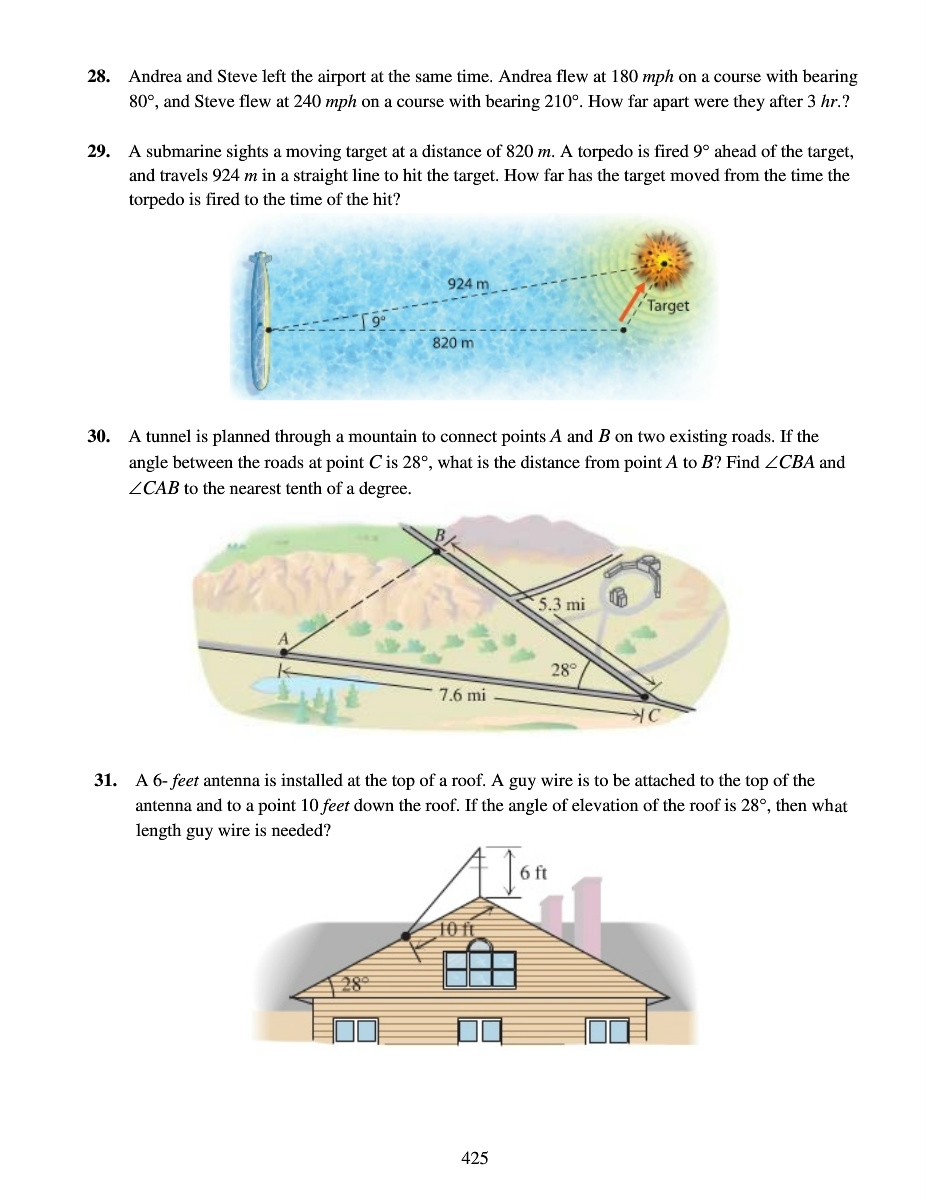 28. Andrea and Steve left the airport at the same time. Andrea flew at 180 mph on a course with bearing
80°, and Steve flew at 240 mph on a course with bearing 210°. How far apart were they after 3 hr.?
29. A submarine sights a moving target at a distance of 820 m. A torpedo is fired 9° ahead of the target,
and travels 924 m in a straight line to hit the target. How far has the target moved from the time the
torpedo is fired to the time of the hit?
924 m
Target
9°
820 m
30. A tunnel is planned through a mountain to connect points A and B on two existing roads. If the
angle between the roads at point C is 28°, what is the distance from point A to B? Find ∠CBA and
∠CAB to the nearest tenth of a degree.
B
5.3 mi
A
28°
7.6 mi
C
31. A 6- feet antenna is installed at the top of a roof. A guy wire is to be attached to the top of the
antenna and to a point 10 feet down the roof. If the angle of elevation of the roof is 28°, then what
length guy wire is needed?
6 ft
10 ft
28°
425